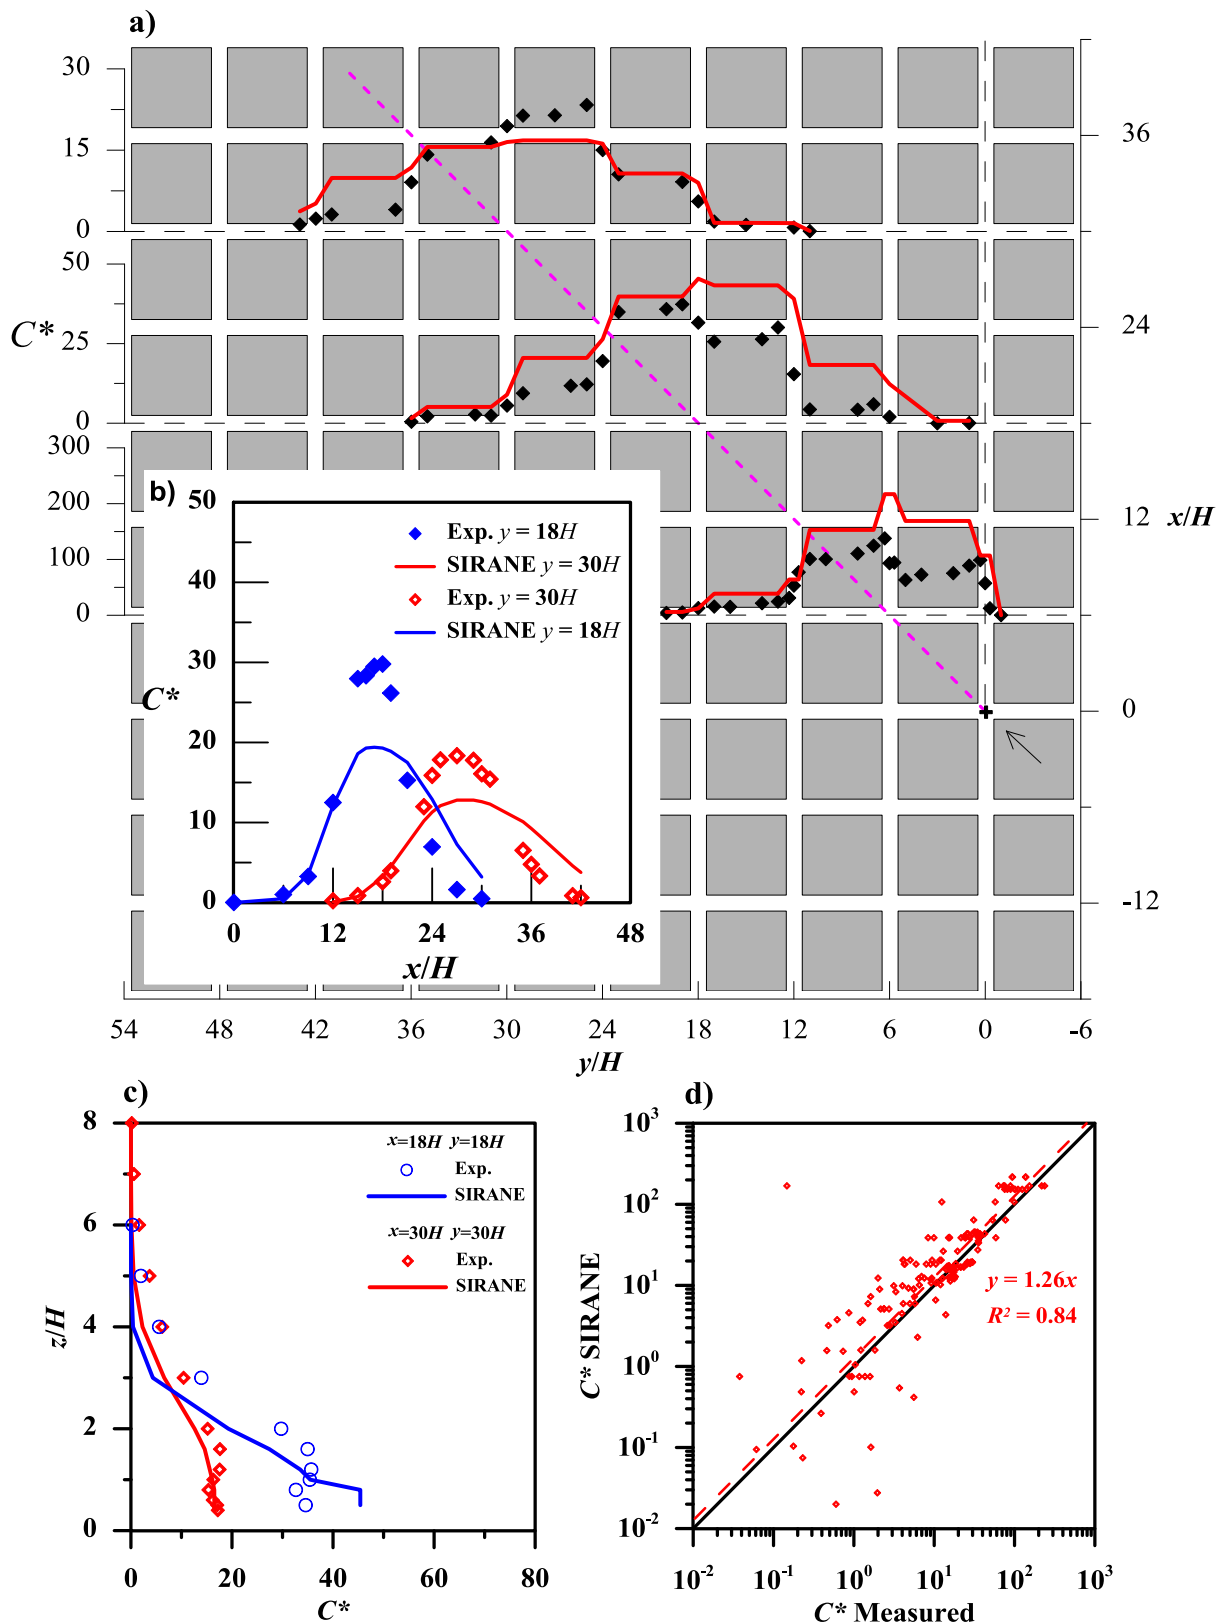 a)
30
15
0
50
25
0
300
200
100
0
C*
36
24
12
0
-12
x/H
54 48 42 36 30 24 18 12 6 0 -6
y/H
b)
50
40
30
20
10
0
C*
Exp. y = 18H
SIRANE y = 30H
Exp. y = 30H
SIRANE y = 18H
0 12 24 36 48
x/H
c)
8
6
4
2
0
z/H
x=18H y=18H
Exp.
SIRANE
x=30H y=30H
Exp.
SIRANE
0 20 40 60 80
C*
d)
10³
10²
10¹
10⁰
10⁻¹
10⁻²
C* SIRANE
y = 1.26x
R² = 0.84
10⁻² 10⁻¹ 10⁰ 10¹ 10² 10³
C* Measured